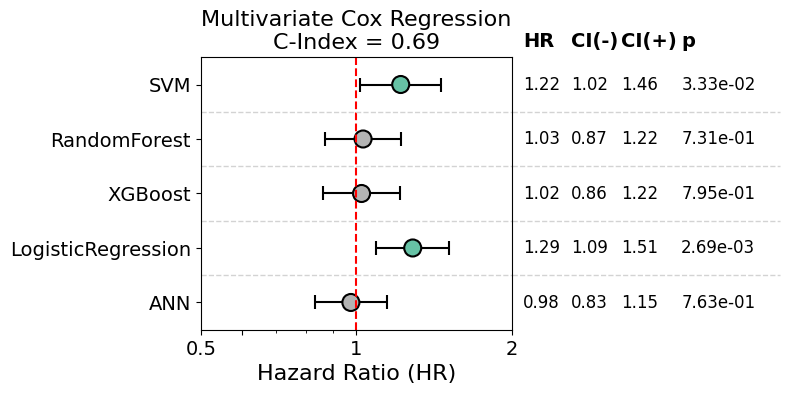 Multivariate Cox Regression
C-Index = 0.69
HR CI(-) CI(+) p
SVM 1.22 1.02 1.46 3.33e-02
RandomForest 1.03 0.87 1.22 7.31e-01
XGBoost 1.02 0.86 1.22 7.95e-01
LogisticRegression 1.29 1.09 1.51 2.69e-03
ANN 0.98 0.83 1.15 7.63e-01
0.5 1 2
Hazard Ratio (HR)